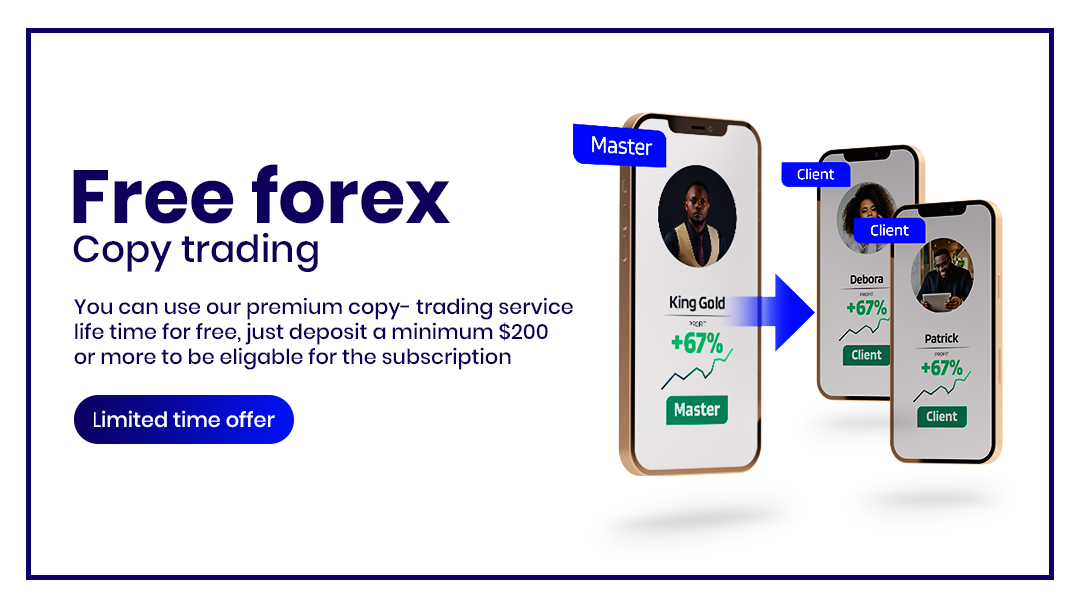 Free forex
Copy trading
You can use our premium copy- trading service
life time for free, just deposit a minimum $200
or more to be eligable for the subscription
Limited time offer
Master
King Gold
PROFIT
+67%
Master
Client
Debora
PROFIT
+67%
Client
Client
Patrick
PROFIT
+67%
Client